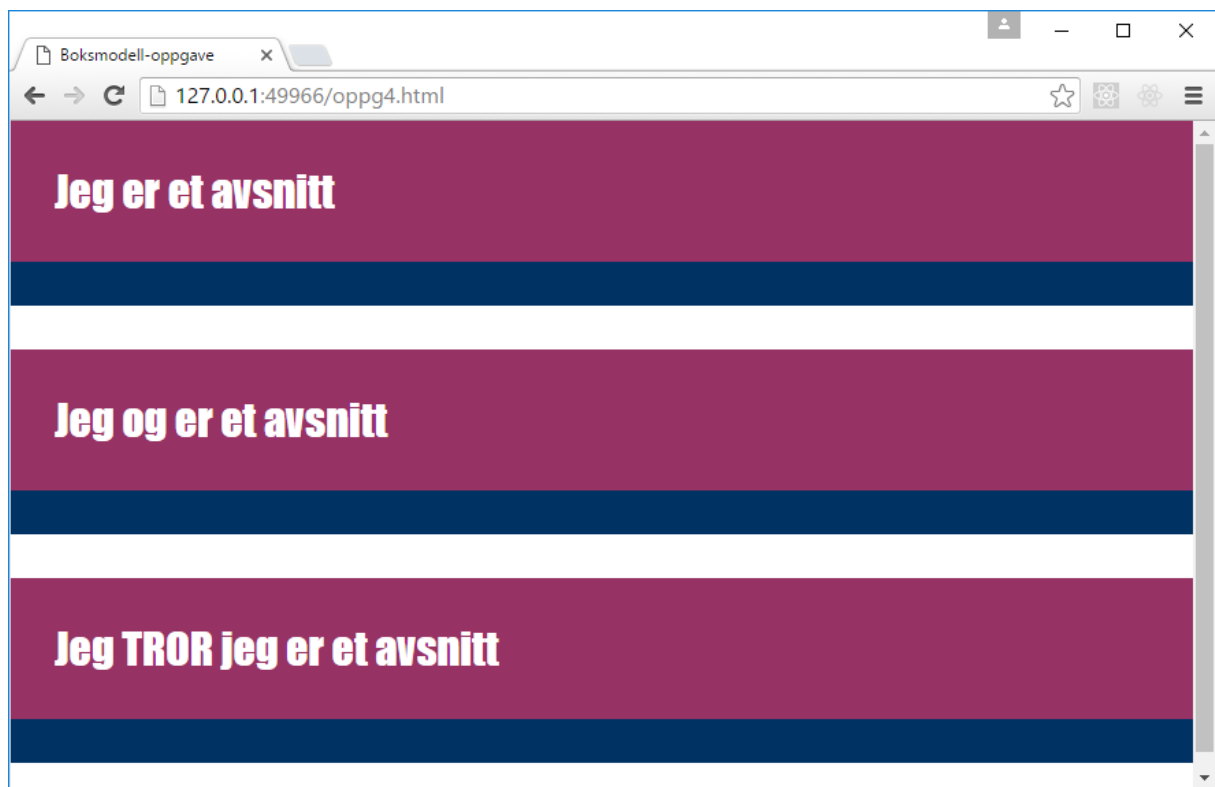 Boksmodell-oppgave
127.0.0.1:49966/oppg4.html
Jeg er et avsnitt
Jeg og er et avsnitt
Jeg TROR jeg er et avsnitt